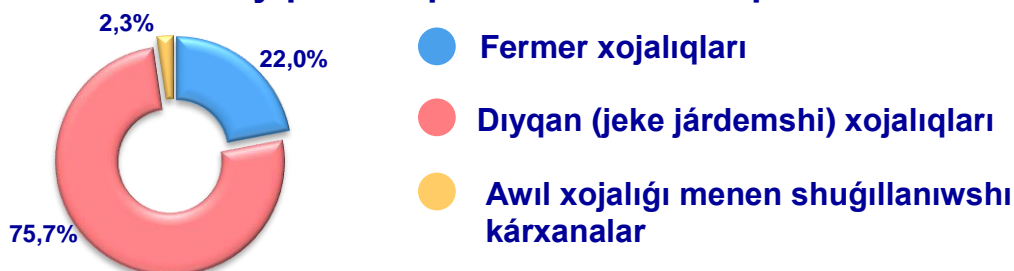 2,3%
22,0%
75,7%
Fermer xojalıqları
Dıyqan (jeke járdemshi) xojalıqları
Awıl xojalıǵı menen shuǵıllanıwshı
kárxanalar